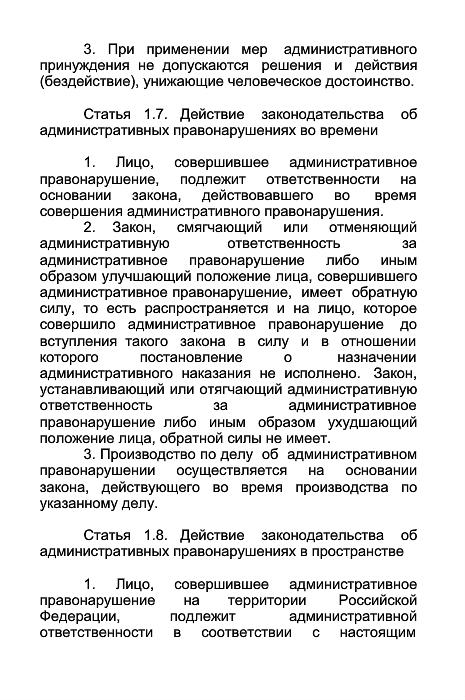 3. При применении мер административного
принуждения не допускаются решения и действия
(бездействие), унижающие человеческое достоинство.
Статья 1.7. Действие законодательства об
административных правонарушениях во времени
1. Лицо, совершившее административное
правонарушение, подлежит ответственности на
основании закона, действовавшего во время
совершения административного правонарушения.
2. Закон, смягчающий или отменяющий
административную ответственность за
административное правонарушение либо иным
образом улучшающий положение лица, совершившего
административное правонарушение, имеет обратную
силу, то есть распространяется и на лицо, которое
совершило административное правонарушение до
вступления такого закона в силу и в отношении
которого постановление о назначении
административного наказания не исполнено. Закон,
устанавливающий или отягчающий административную
ответственность за административное
правонарушение либо иным образом ухудшающий
положение лица, обратной силы не имеет.
3. Производство по делу об административном
правонарушении осуществляется на основании
закона, действующего во время производства по
указанному делу.
Статья 1.8. Действие законодательства об
административных правонарушениях в пространстве
1. Лицо, совершившее административное
правонарушение на территории Российской
Федерации, подлежит административной
ответственности в соответствии с настоящим